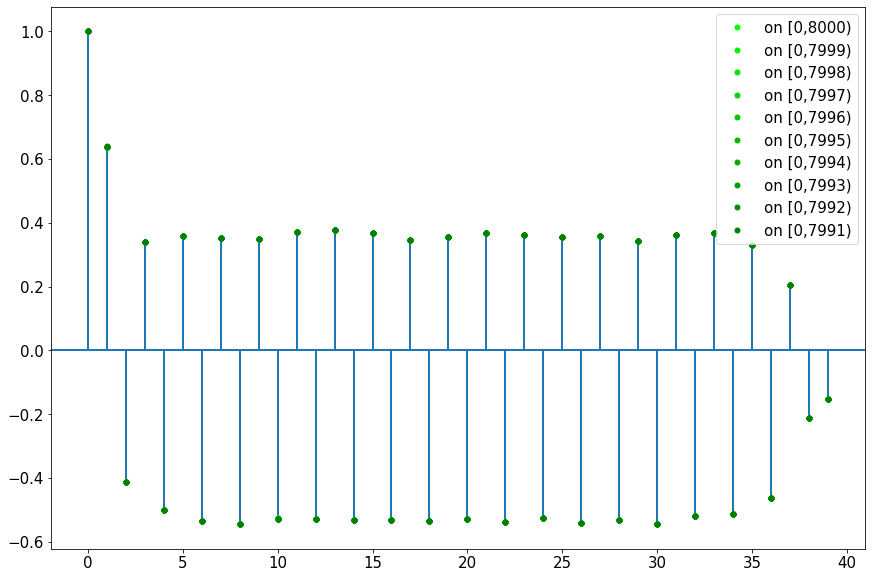 on [0,8000)
on [0,7999)
on [0,7998)
on [0,7997)
on [0,7996)
on [0,7995)
on [0,7994)
on [0,7993)
on [0,7992)
on [0,7991)
1.0
0.8
0.6
0.4
0.2
0.0
−0.2
−0.4
−0.6
0 5 10 15 20 25 30 35 40